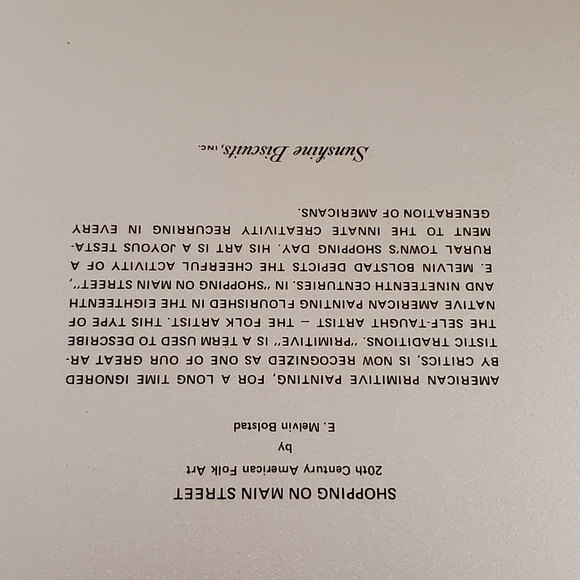 SHOPPING ON MAIN STREET
20th Century American Folk Art
by
E. Melvin Bolstad
AMERICAN PRIMITIVE PAINTING, FOR A LONG TIME IGNORED
BY CRITICS, IS NOW RECOGNIZED AS ONE OF OUR GREAT AR-
TISTIC TRADITIONS. "PRIMITIVE" IS A TERM USED TO DESCRIBE
THE SELF-TAUGHT ARTIST – THE FOLK ARTIST. THIS TYPE OF
NATIVE AMERICAN PAINTING FLOURISHED IN THE EIGHTEENTH
AND NINETEENTH CENTURIES. IN "SHOPPING ON MAIN STREET",
E. MELVIN BOLSTAD DEPICTS THE CHEERFUL ACTIVITY OF A
RURAL TOWN'S SHOPPING DAY. HIS ART IS A JOYOUS TESTA-
MENT TO THE INNATE CREATIVITY RECURRING IN EVERY
GENERATION OF AMERICANS.
Sunshine Biscuits, INC.